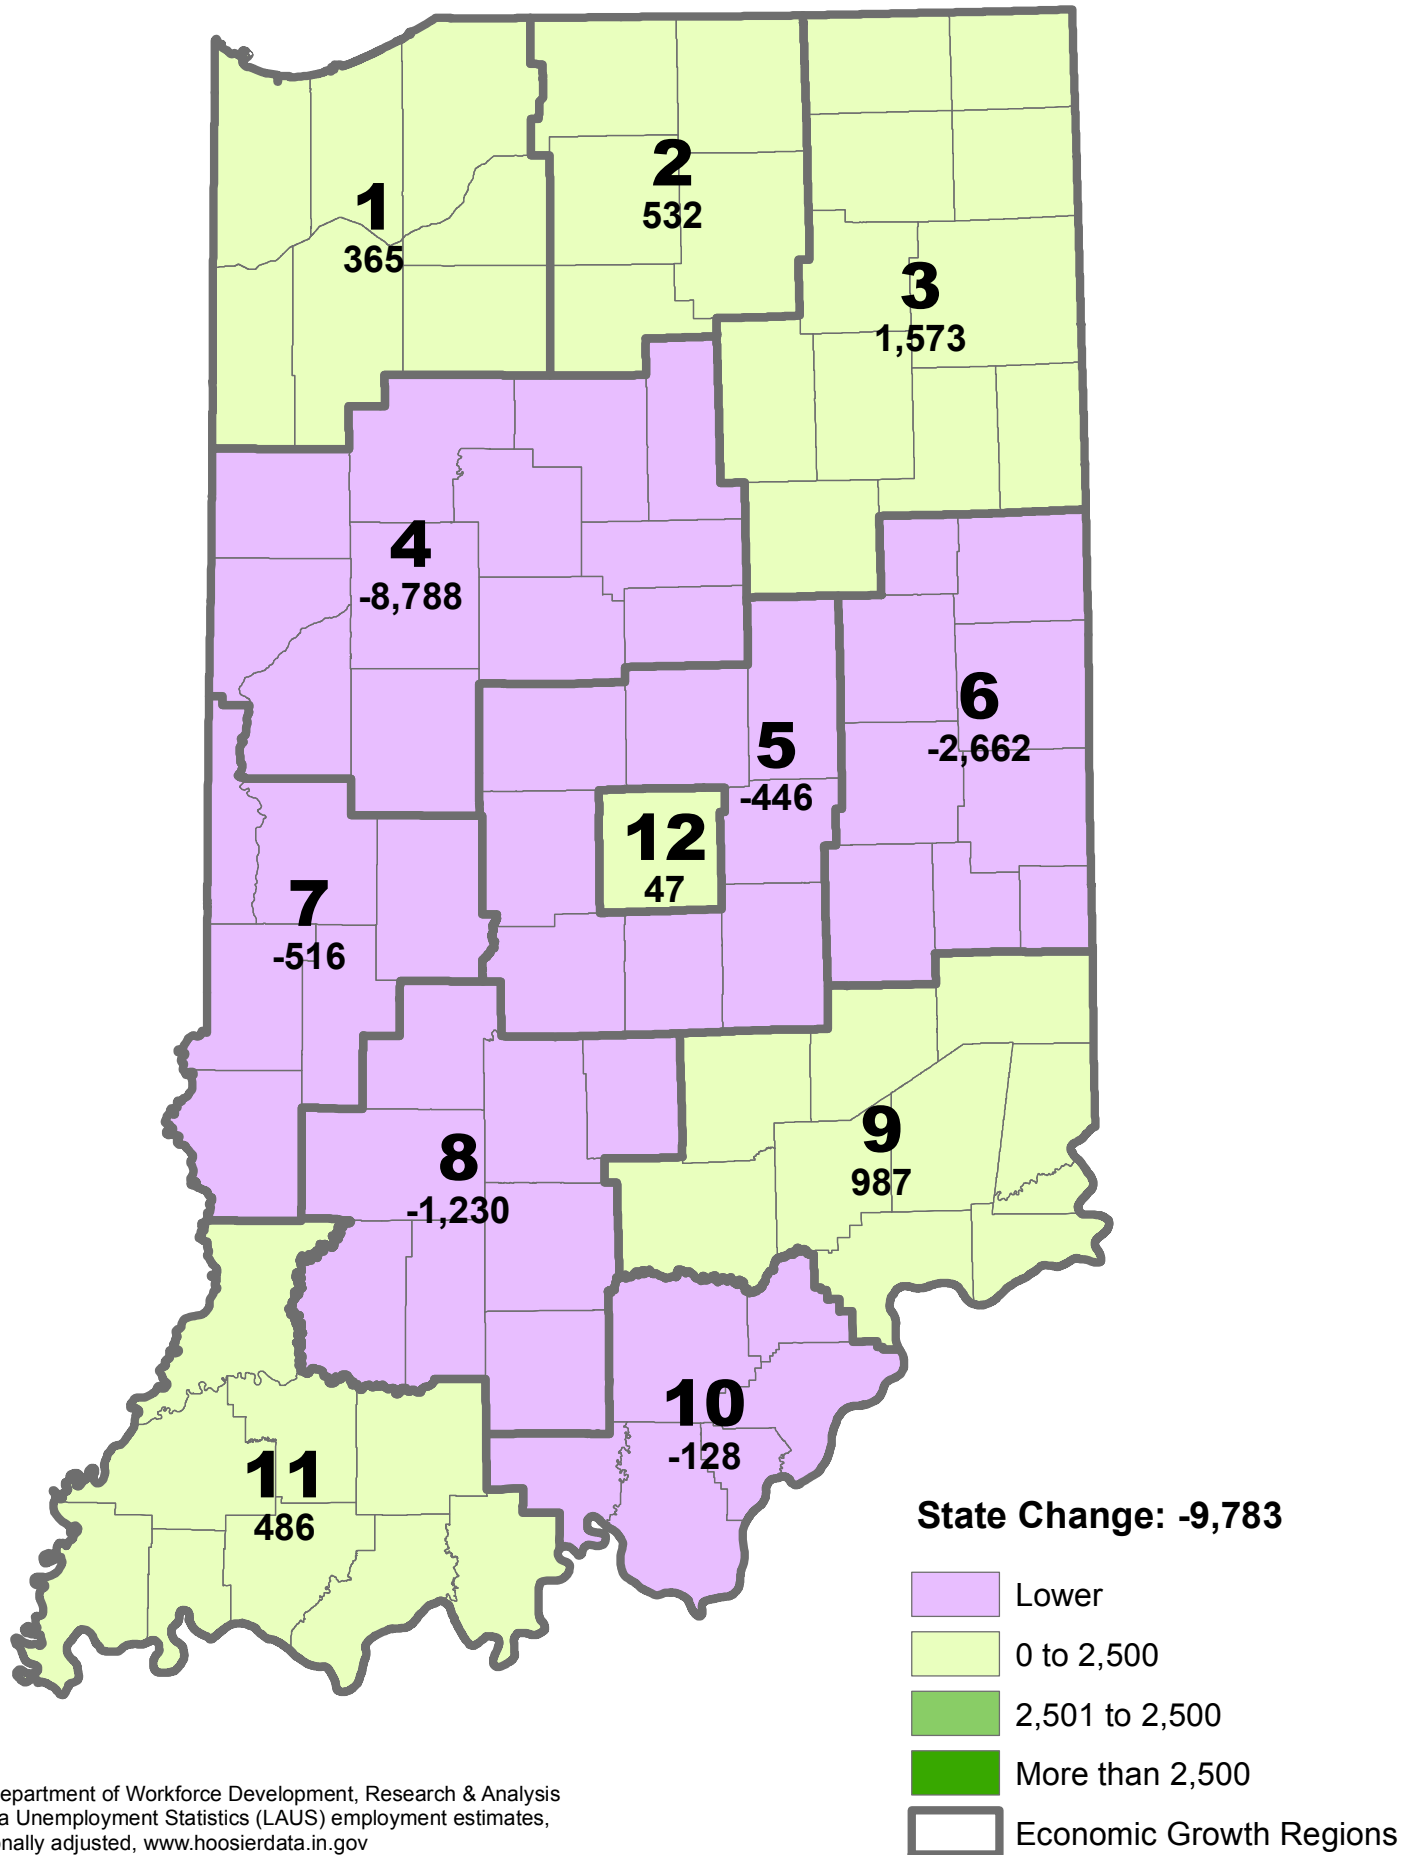 1
365
2
532
3
1,573
4
-8,788
5
-446
6
-2,662
12
47
7
-516
8
-1,230
9
987
10
-128
11
486
State Change: -9,783
Lower
0 to 2,500
2,501 to 2,500
More than 2,500
Economic Growth Regions
epartment of Workforce Development, Research & Analysis
a Unemployment Statistics (LAUS) employment estimates,
onally adjusted, www.hoosierdata.in.gov